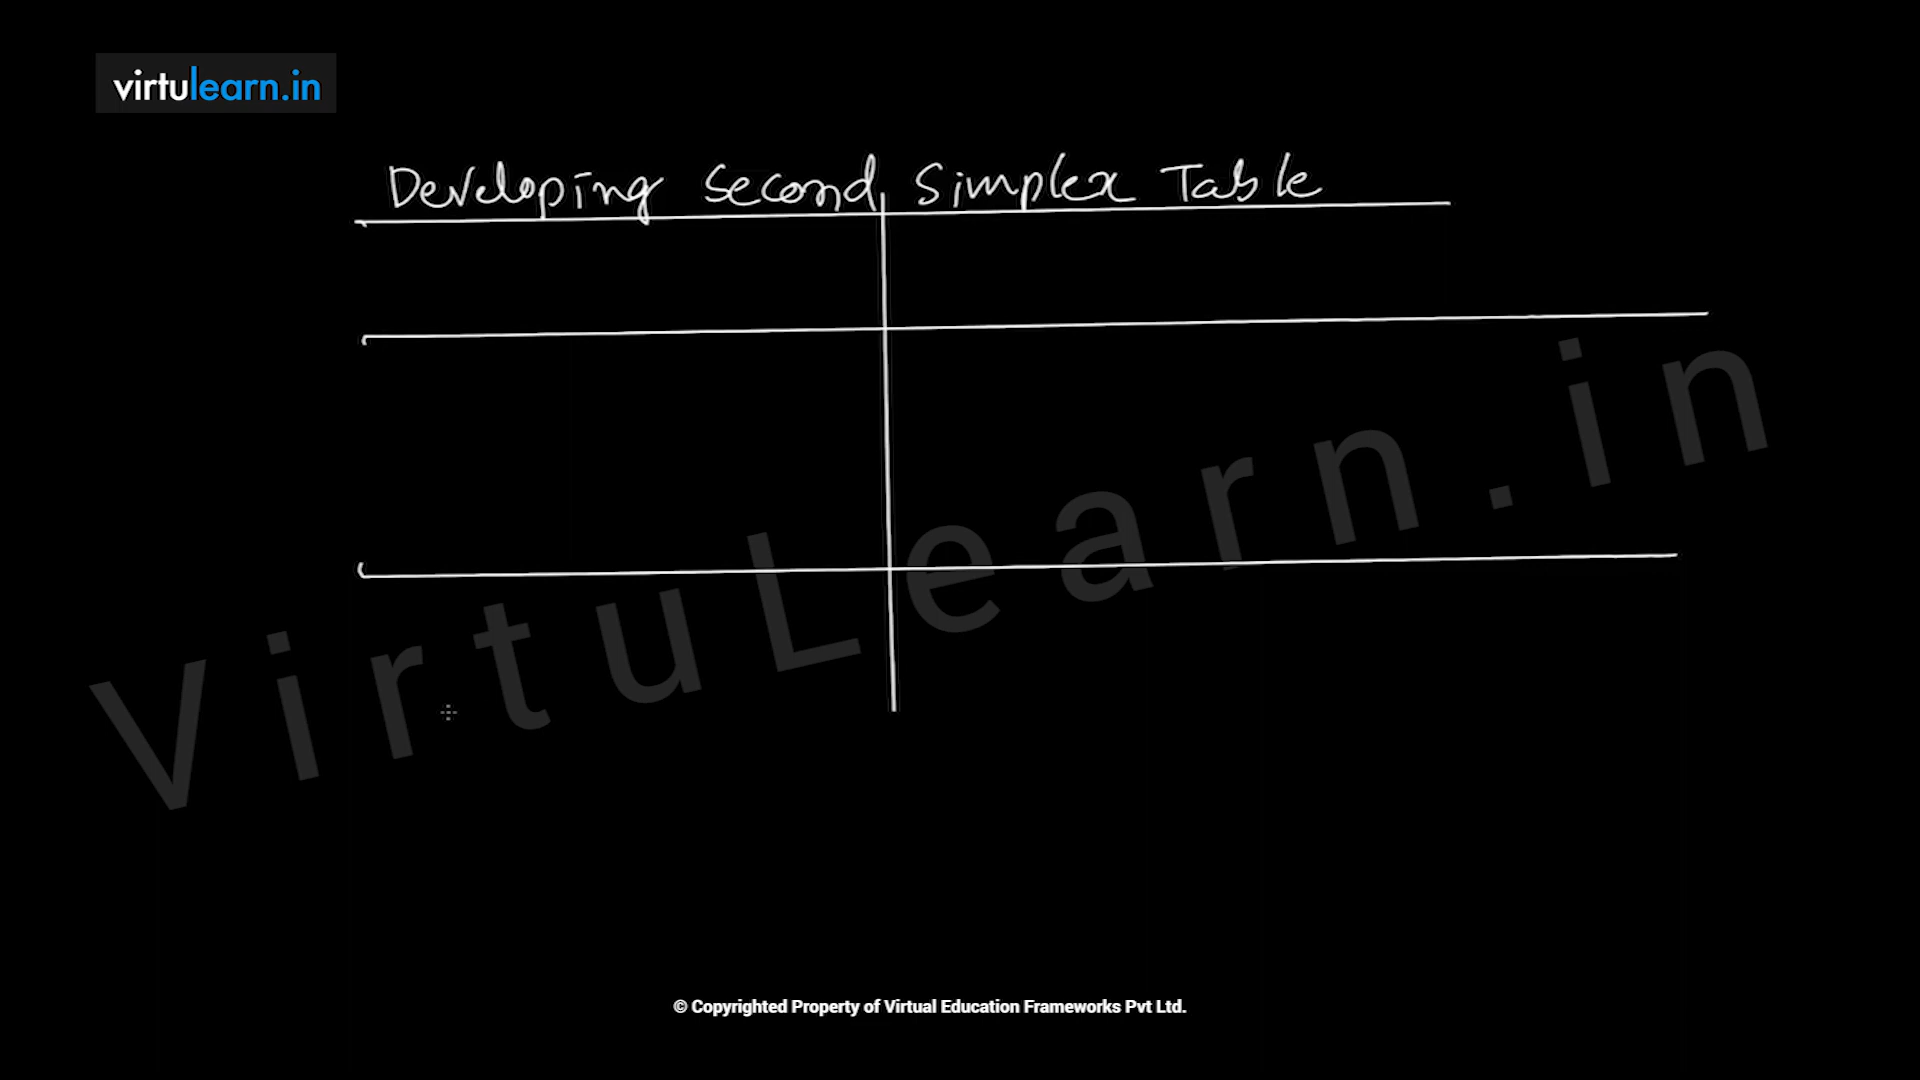 virtulearn.in
Developing Second Simplex Table
VirtuLearn.in
© Copyrighted Property of Virtual Education Frameworks Pvt Ltd.